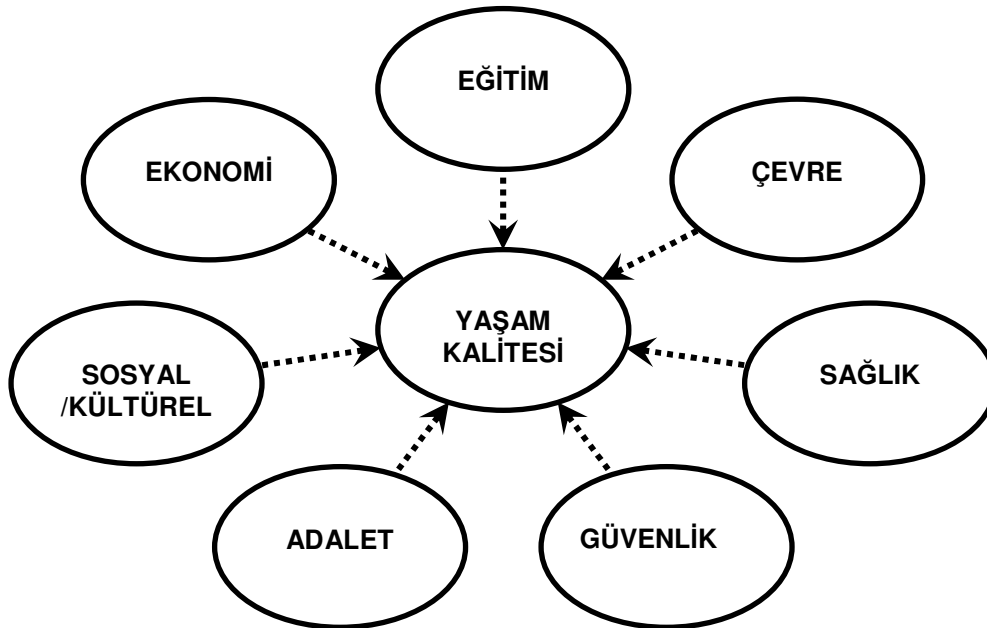 EĞİTİM
EKONOMİ
ÇEVRE
YAŞAM
KALİTESİ
SOSYAL
/KÜLTÜREL
SAĞLIK
ADALET
GÜVENLİK